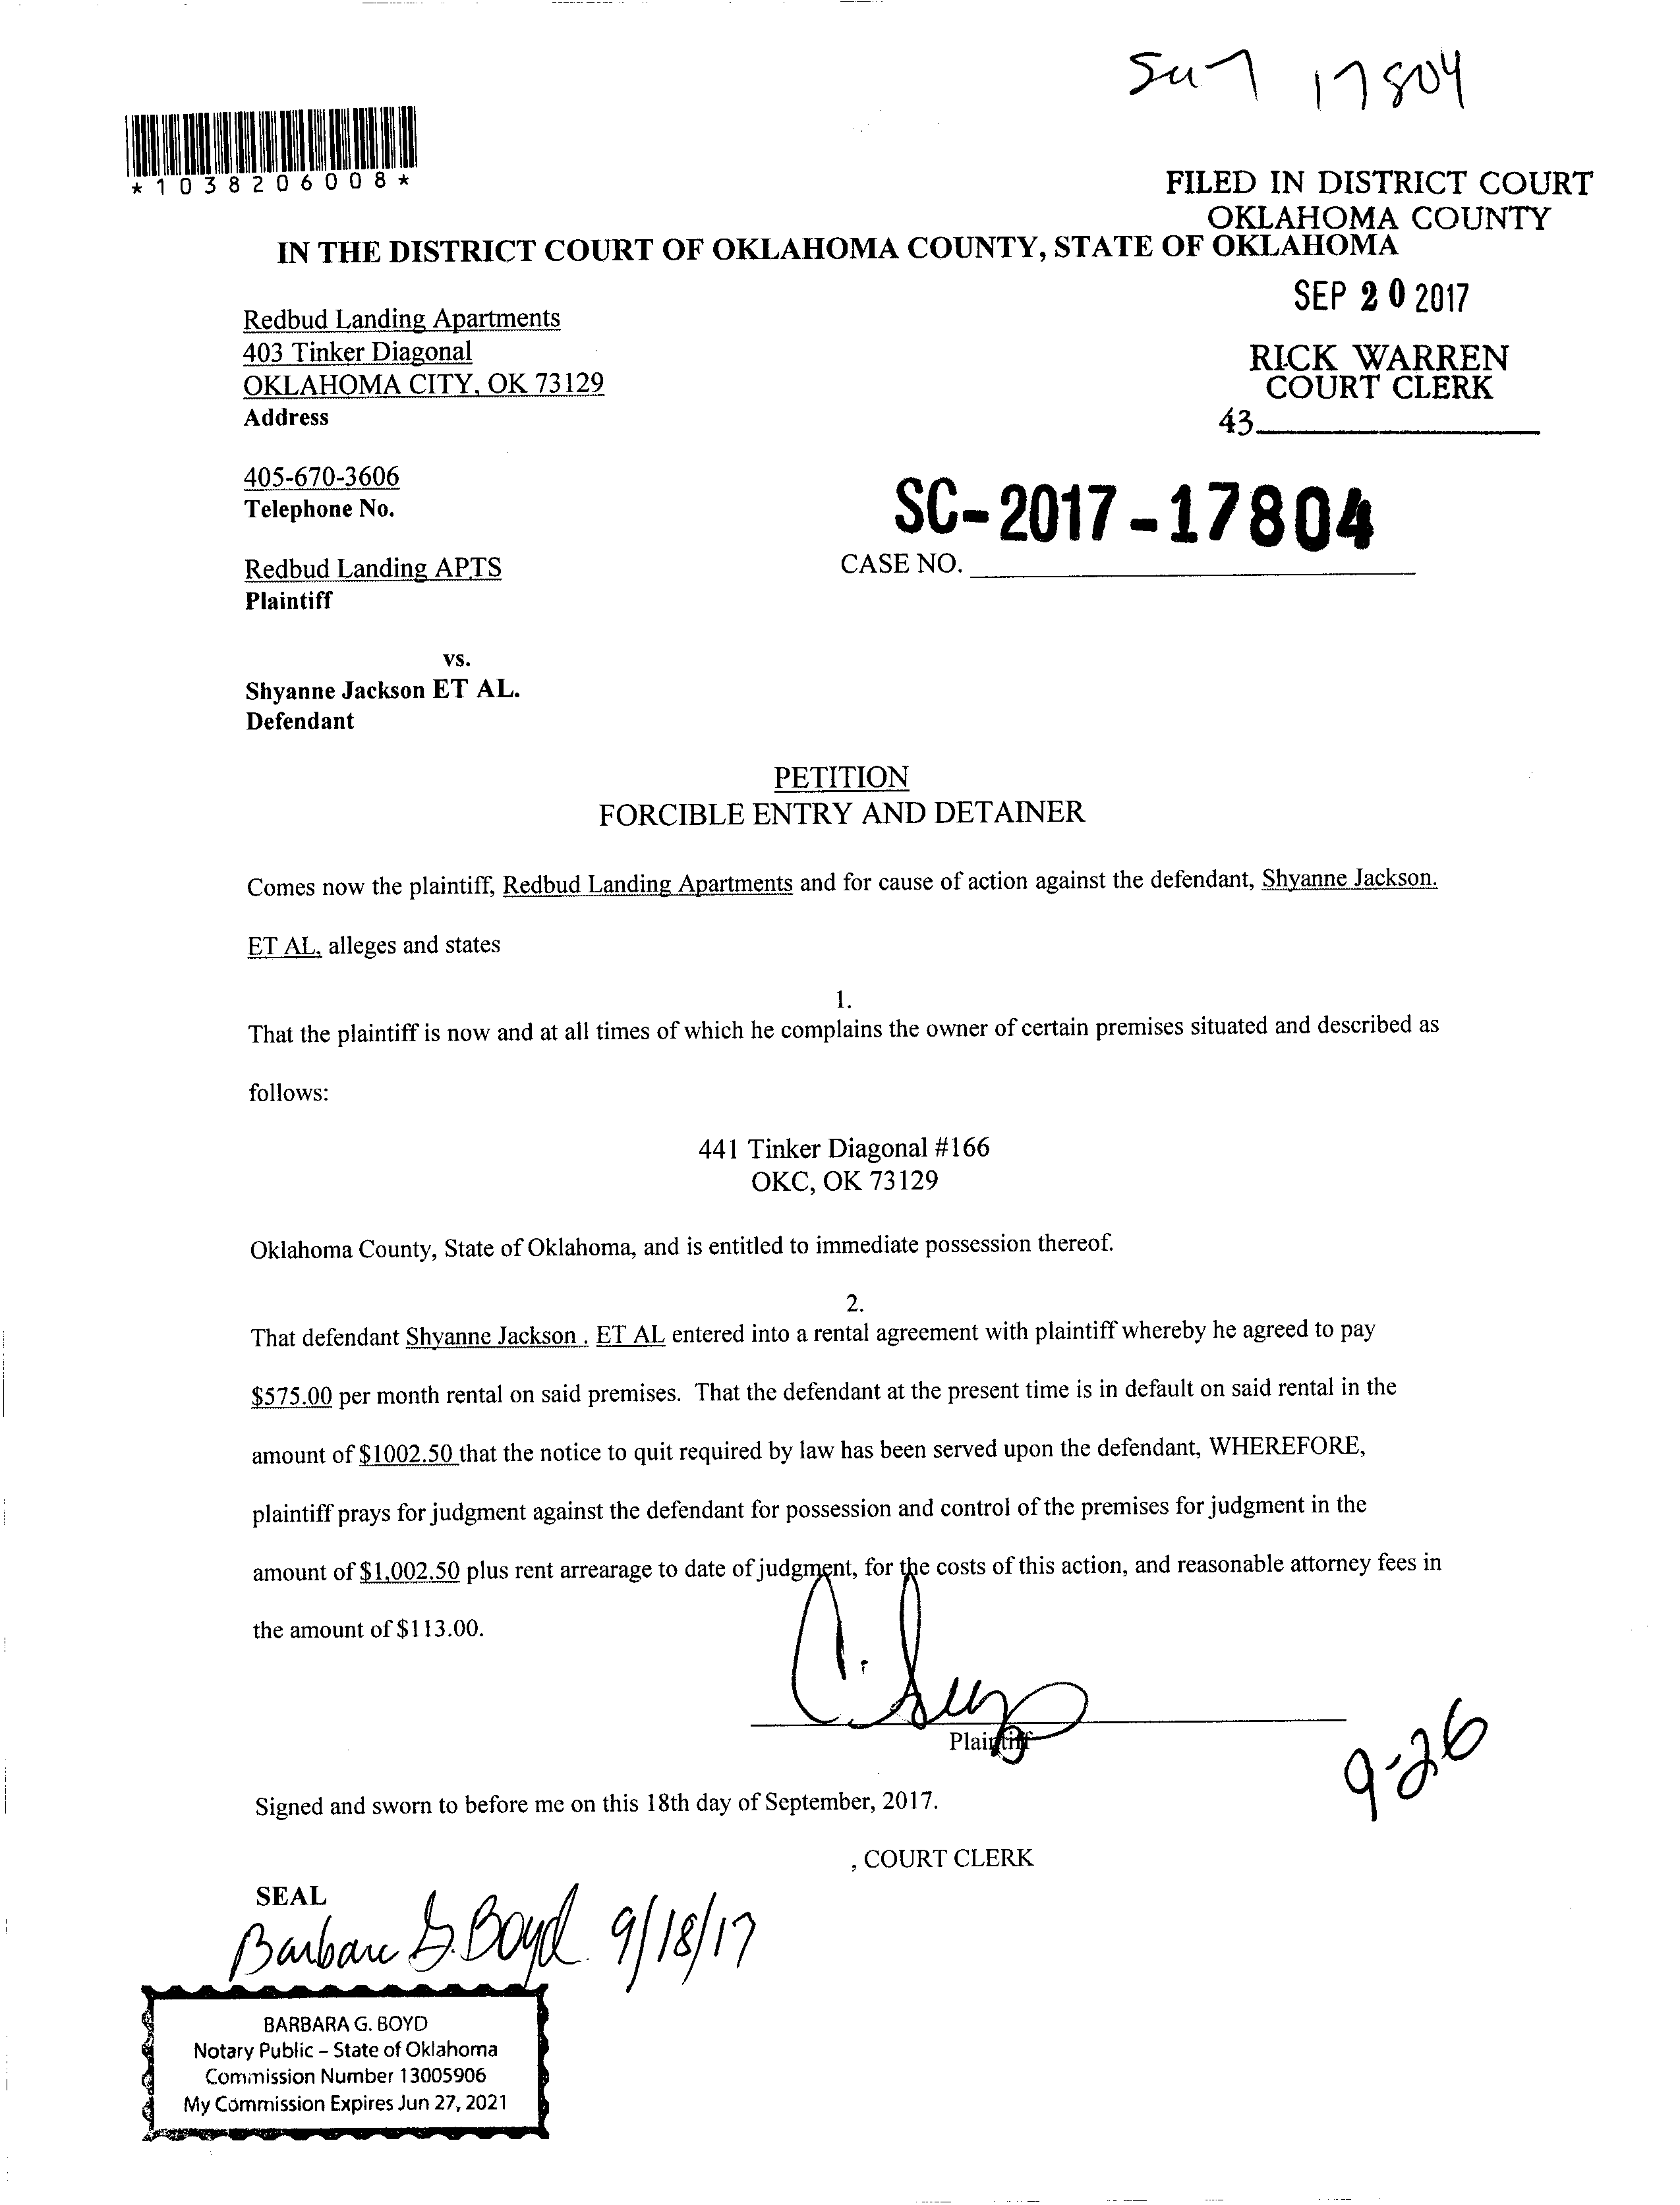 17804
*1038206008*
FILED IN DISTRICT COURT
OKLAHOMA COUNTY
IN THE DISTRICT COURT OF OKLAHOMA COUNTY, STATE OF OKLAHOMA
SEP 20 2017
Redbud Landing Apartments
403 Tinker Diagonal
OKLAHOMA CITY, OK 73129
Address
RICK WARREN
COURT CLERK
43
405-670-3606
Telephone No.
SC-2017-17804
CASE NO.
Redbud Landing APTS
Plaintiff
vs.
Shyanne Jackson ET AL.
Defendant
PETITION
FORCIBLE ENTRY AND DETAINER
Comes now the plaintiff, Redbud Landing Apartments and for cause of action against the defendant, Shyanne Jackson.
ET AL, alleges and states
1.
That the plaintiff is now and at all times of which he complains the owner of certain premises situated and described as
follows:
441 Tinker Diagonal #166
OKC, OK 73129
Oklahoma County, State of Oklahoma, and is entitled to immediate possession thereof.
2.
That defendant Shyanne Jackson . ET AL entered into a rental agreement with plaintiff whereby he agreed to pay
$575.00 per month rental on said premises. That the defendant at the present time is in default on said rental in the
amount of $1002.50 that the notice to quit required by law has been served upon the defendant, WHEREFORE,
plaintiff prays for judgment against the defendant for possession and control of the premises for judgment in the
amount of $1,002.50 plus rent arrearage to date of judgment, for the costs of this action, and reasonable attorney fees in
the amount of $113.00.
Plaintiff
9-26
Signed and sworn to before me on this 18th day of September, 2017.
, COURT CLERK
SEAL
Barbara G. Boyd 9/18/17
BARBARA G. BOYD
Notary Public – State of Oklahoma
Commission Number 13005906
My Commission Expires Jun 27, 2021